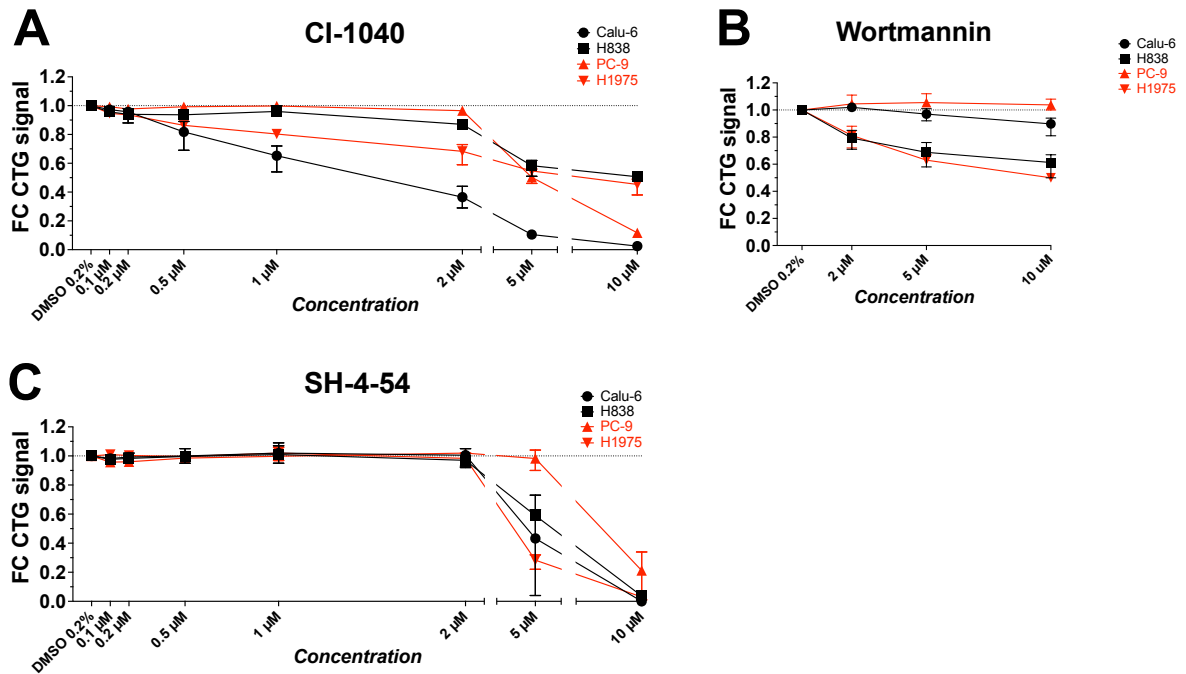 A
CI-1040
Calu-6
H838
PC-9
H1975
FC CTG signal
1.2
1.0
0.8
0.6
0.4
0.2
0.0
DMSO 0.2%
0.1 µM
0.2 µM
0.5 µM
1 µM
2 µM
5 µM
10 µM
Concentration
B
Wortmannin
Calu-6
H838
PC-9
H1975
FC CTG signal
1.2
1.0
0.8
0.6
0.4
0.2
0.0
DMSO 0.2%
2 µM
5 µM
10 uM
Concentration
C
SH-4-54
Calu-6
H838
PC-9
H1975
FC CTG signal
1.2
1.0
0.8
0.6
0.4
0.2
0.0
DMSO 0.2%
0.1 µM
0.2 µM
0.5 µM
1 µM
2 µM
5 µM
10 µM
Concentration